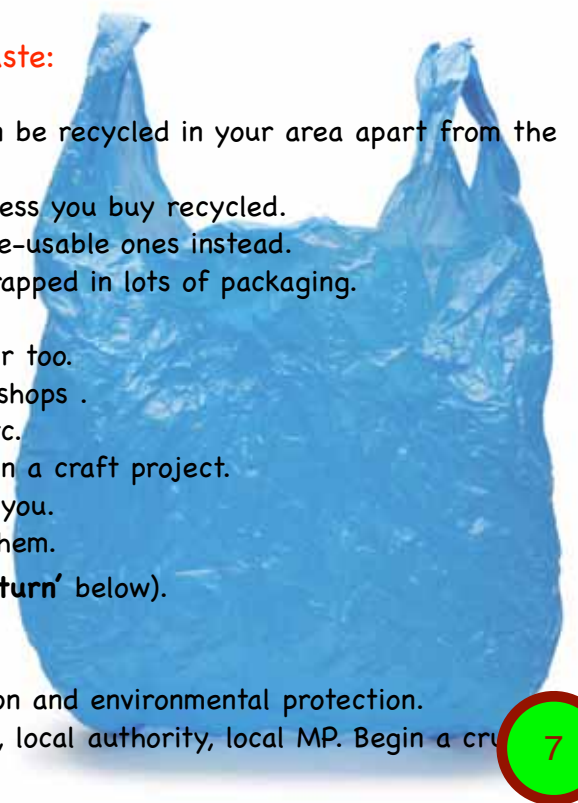 ste:
be recycled in your area apart from the
ess you buy recycled.
e-usable ones instead.
rapped in lots of packaging.
r too.
shops .
c.
n a craft project.
you.
hem.
turn’ below).
on and environmental protection.
, local authority, local MP. Begin a cru
7